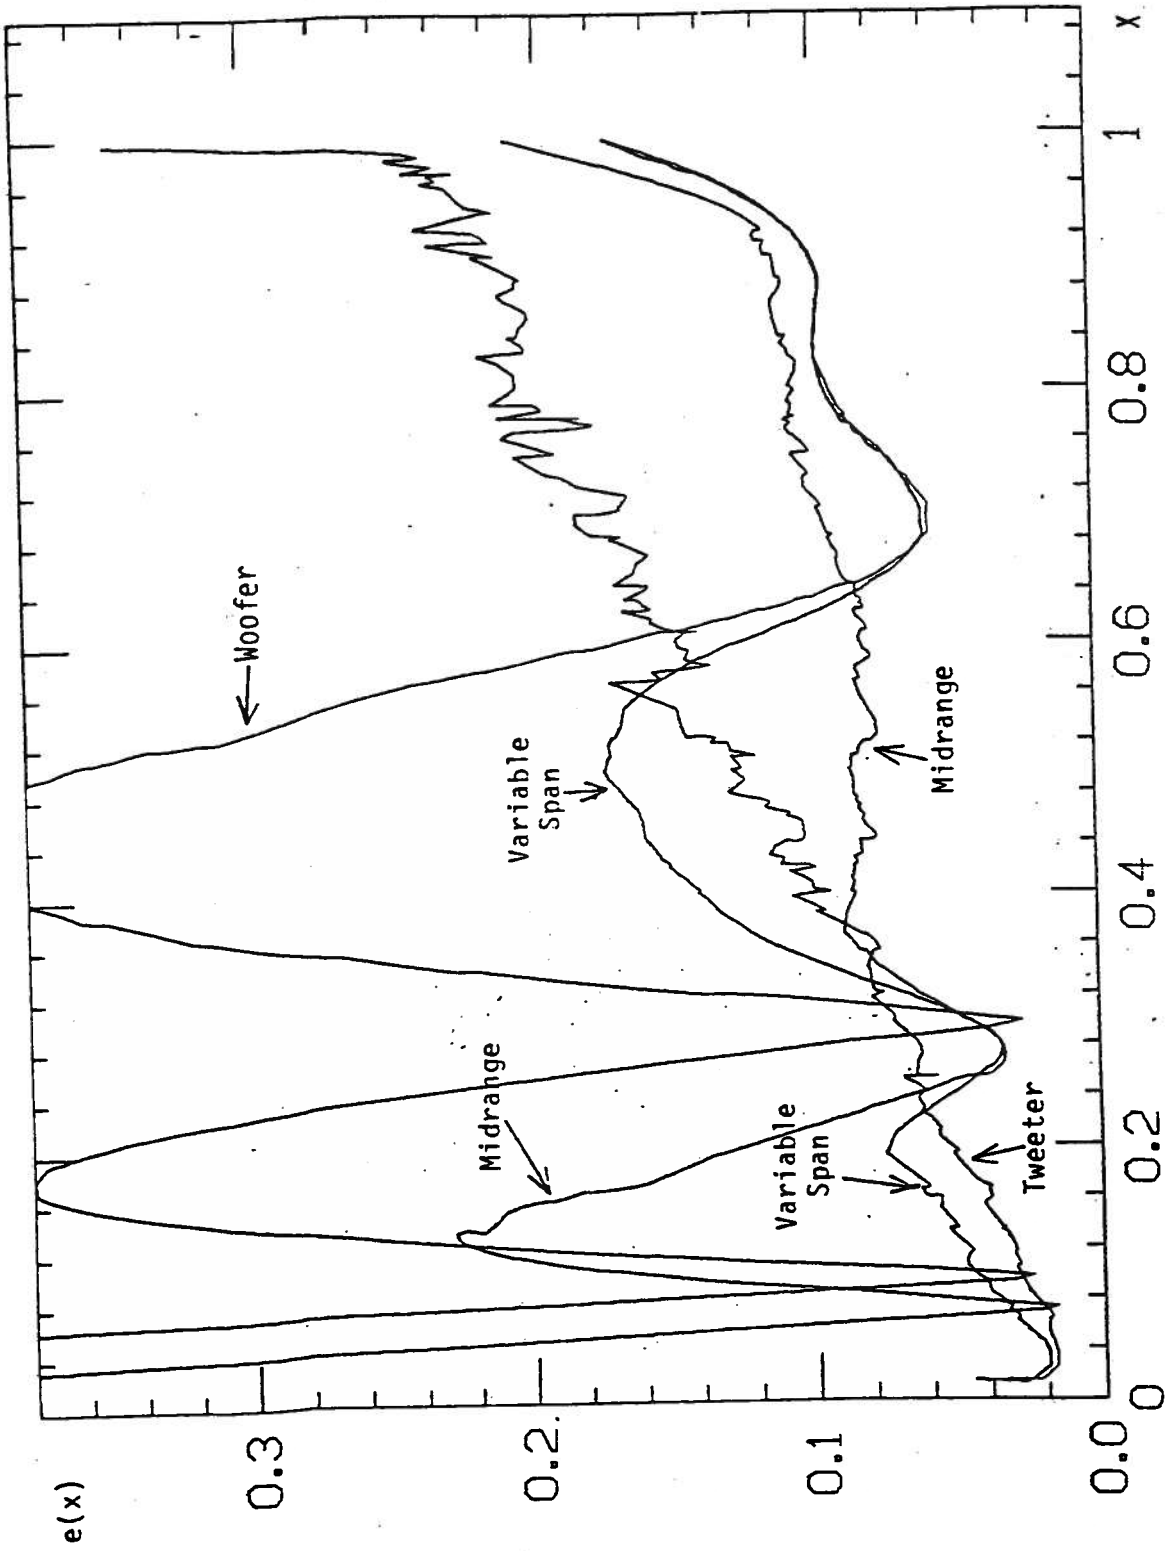 e(x)
0.3
0.2
0.1
0.0
Woofer
Variable
Span
Midrange
Midrange
Variable
Span
Tweeter
0
0.2
0.4
0.6
0.8
1
x